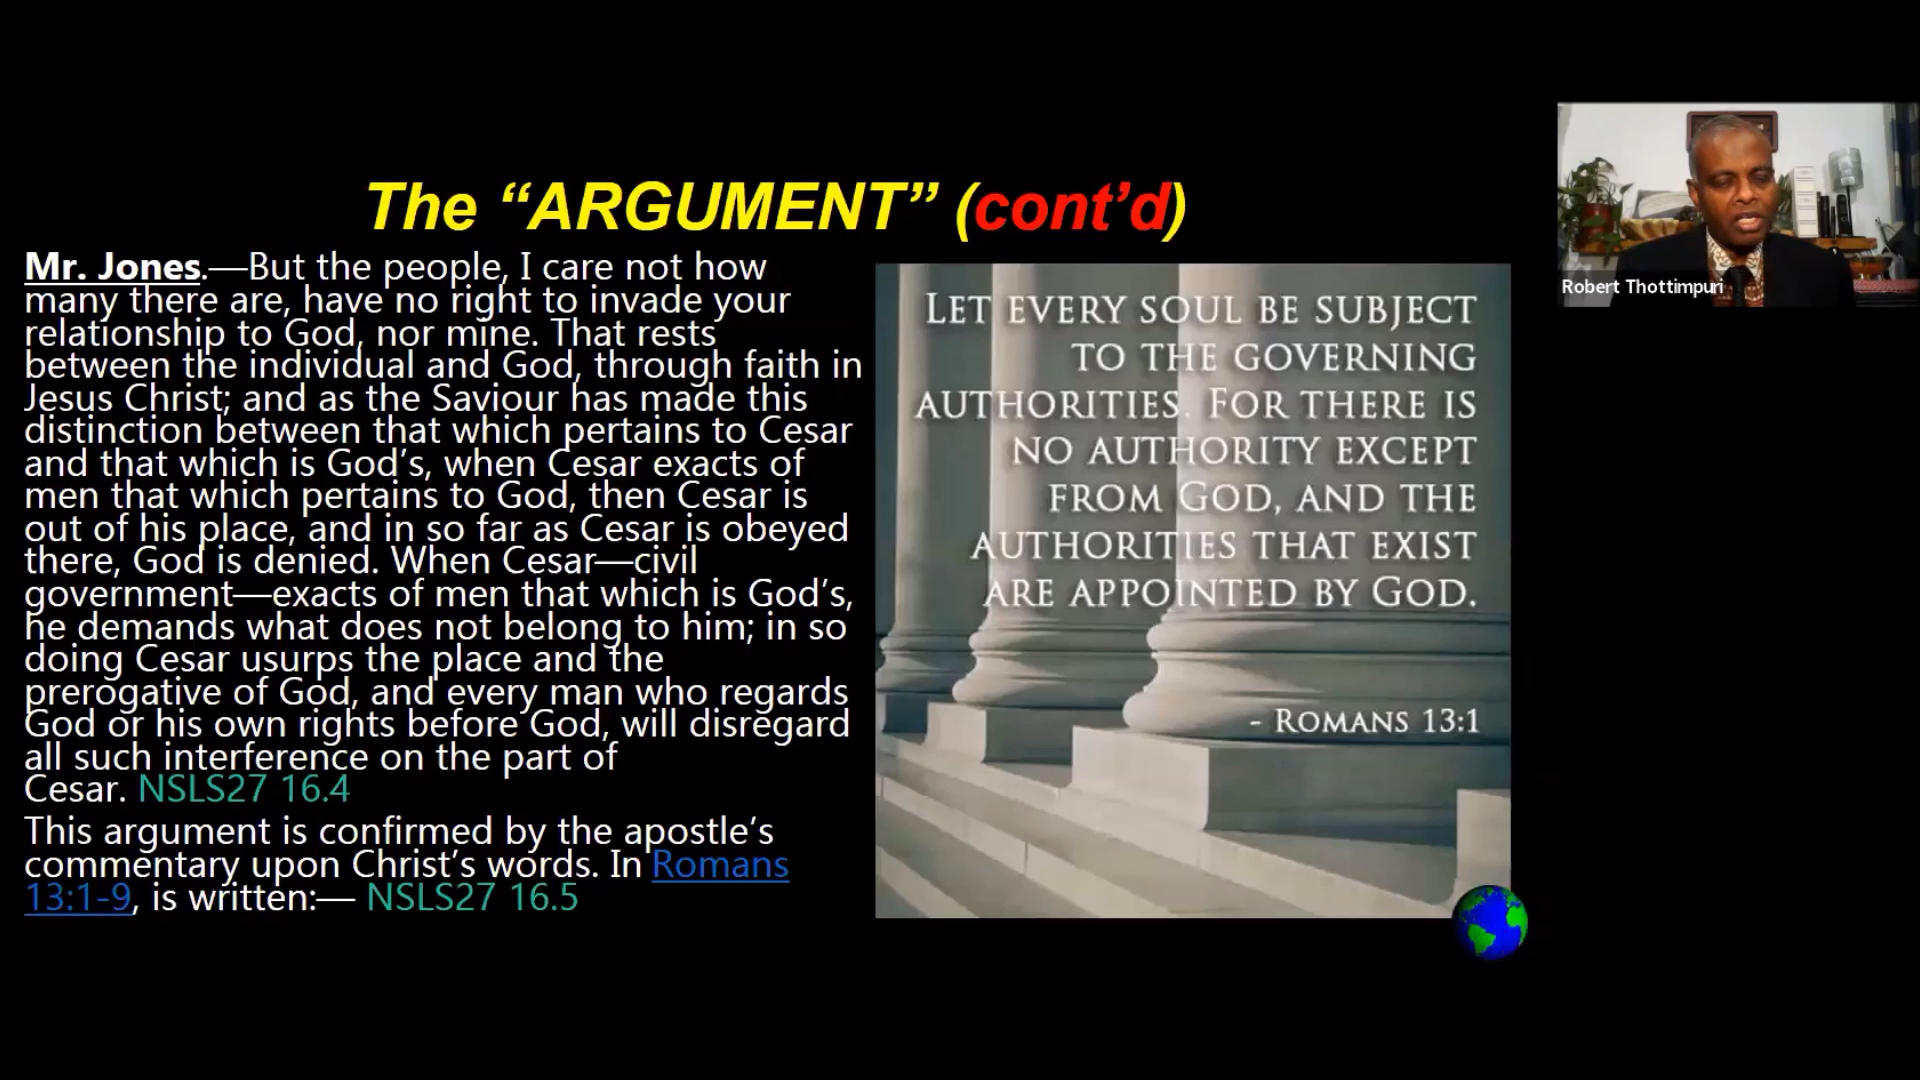 The “ARGUMENT” (cont’d)
Mr. Jones.—But the people, I care not how
many there are, have no right to invade your
relationship to God, nor mine. That rests
between the individual and God, through faith in
Jesus Christ; and as the Saviour has made this
distinction between that which pertains to Cesar
and that which is God’s, when Cesar exacts of
men that which pertains to God, then Cesar is
out of his place, and in so far as Cesar is obeyed
there, God is denied. When Cesar—civil
government—exacts of men that which is God’s,
he demands what does not belong to him; in so
doing Cesar usurps the place and the
prerogative of God, and every man who regards
God or his own rights before God, will disregard
all such interference on the part of
Cesar. NSLS27 16.4
This argument is confirmed by the apostle’s
commentary upon Christ’s words. In Romans
13:1-9, is written:— NSLS27 16.5
LET EVERY SOUL BE SUBJECT
TO THE GOVERNING
AUTHORITIES. FOR THERE IS
NO AUTHORITY EXCEPT
FROM GOD, AND THE
AUTHORITIES THAT EXIST
ARE APPOINTED BY GOD.
- ROMANS 13:1
Robert Thottimpuri